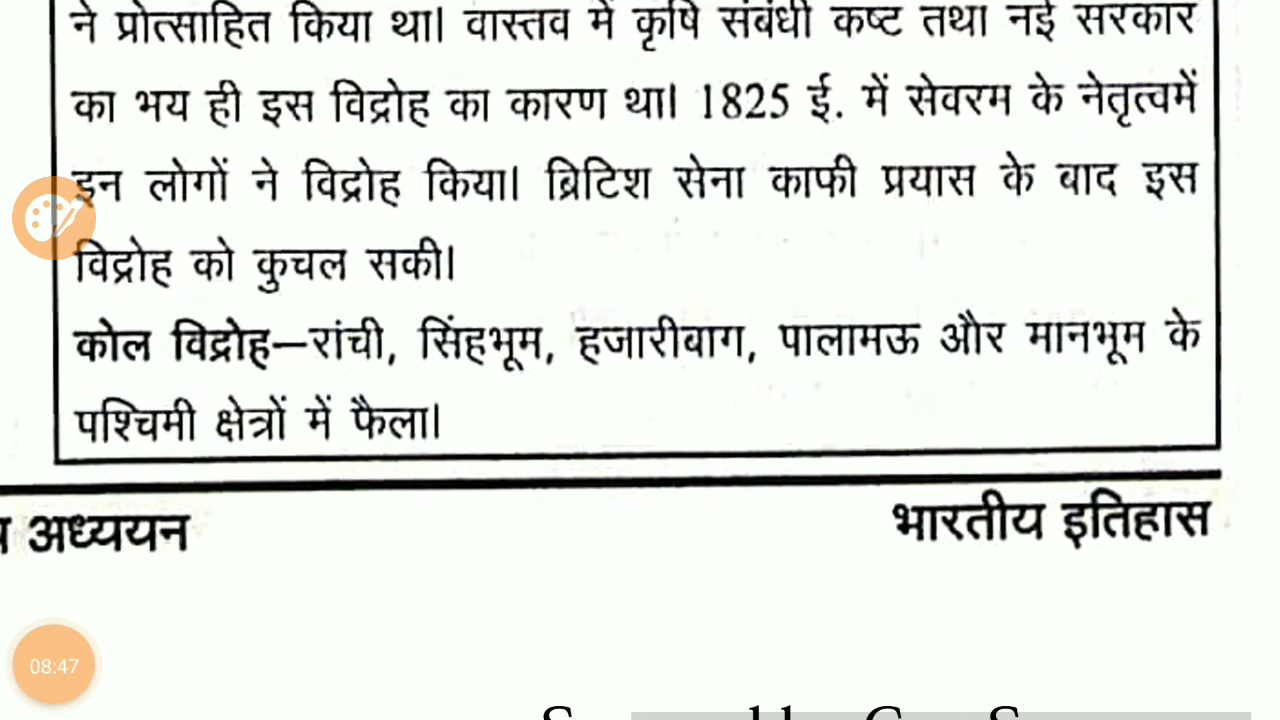 ने प्रोत्साहित किया था। वास्तव में कृषि संबंधी कष्ट तथा नई सरकार
का भय ही इस विद्रोह का कारण था। 1825 ई. में सेवरम के नेतृत्वमें
इन लोगों ने विद्रोह किया। ब्रिटिश सेना काफी प्रयास के बाद इस
विद्रोह को कुचल सकी।
कोल विद्रोह—रांची, सिंहभूम, हजारीबाग, पालामऊ और मानभूम के
पश्चिमी क्षेत्रों में फैला।
अध्ययन
भारतीय इतिहास
08:47